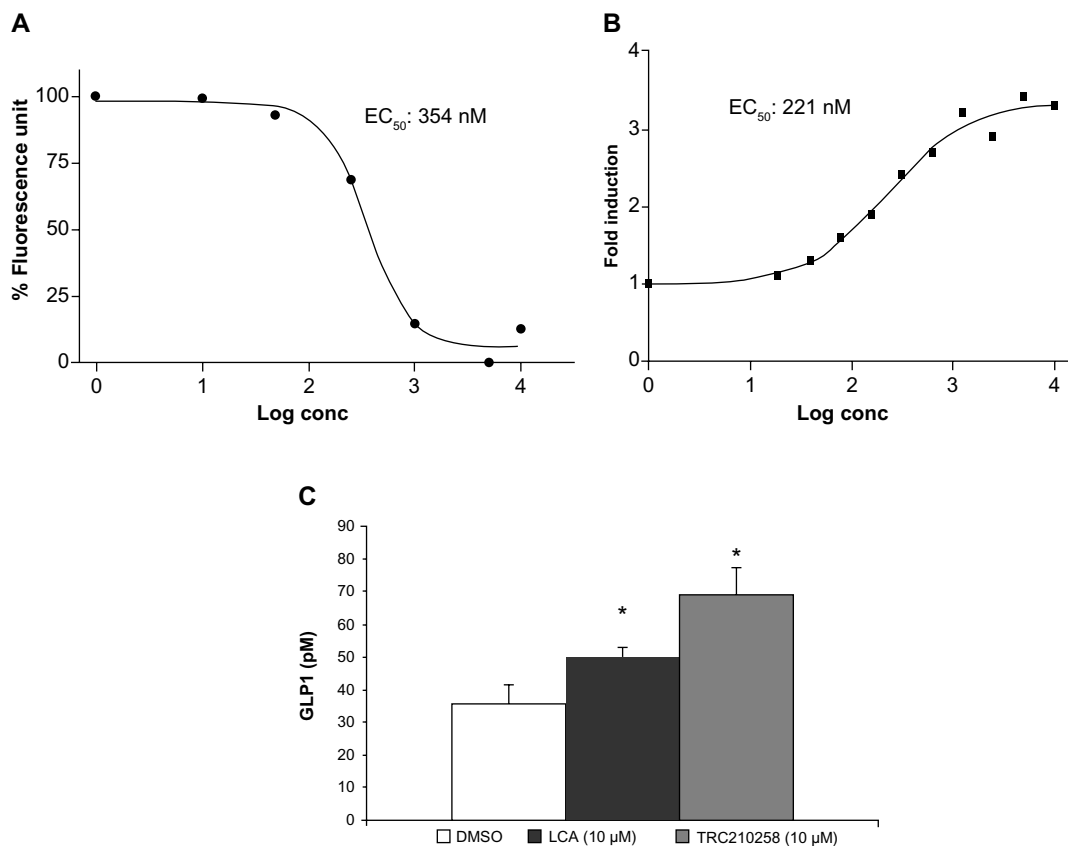 A
100
75
50
25
0
% Fluorescence unit
EC50: 354 nM
0 1 2 3 4
Log conc
B
4
3
2
1
0
Fold induction
EC50: 221 nM
0 1 2 3 4
Log conc
C
90
80
70
60
50
40
30
20
10
0
GLP1 (pM)
*
*
DMSO LCA (10 µM) TRC210258 (10 µM)